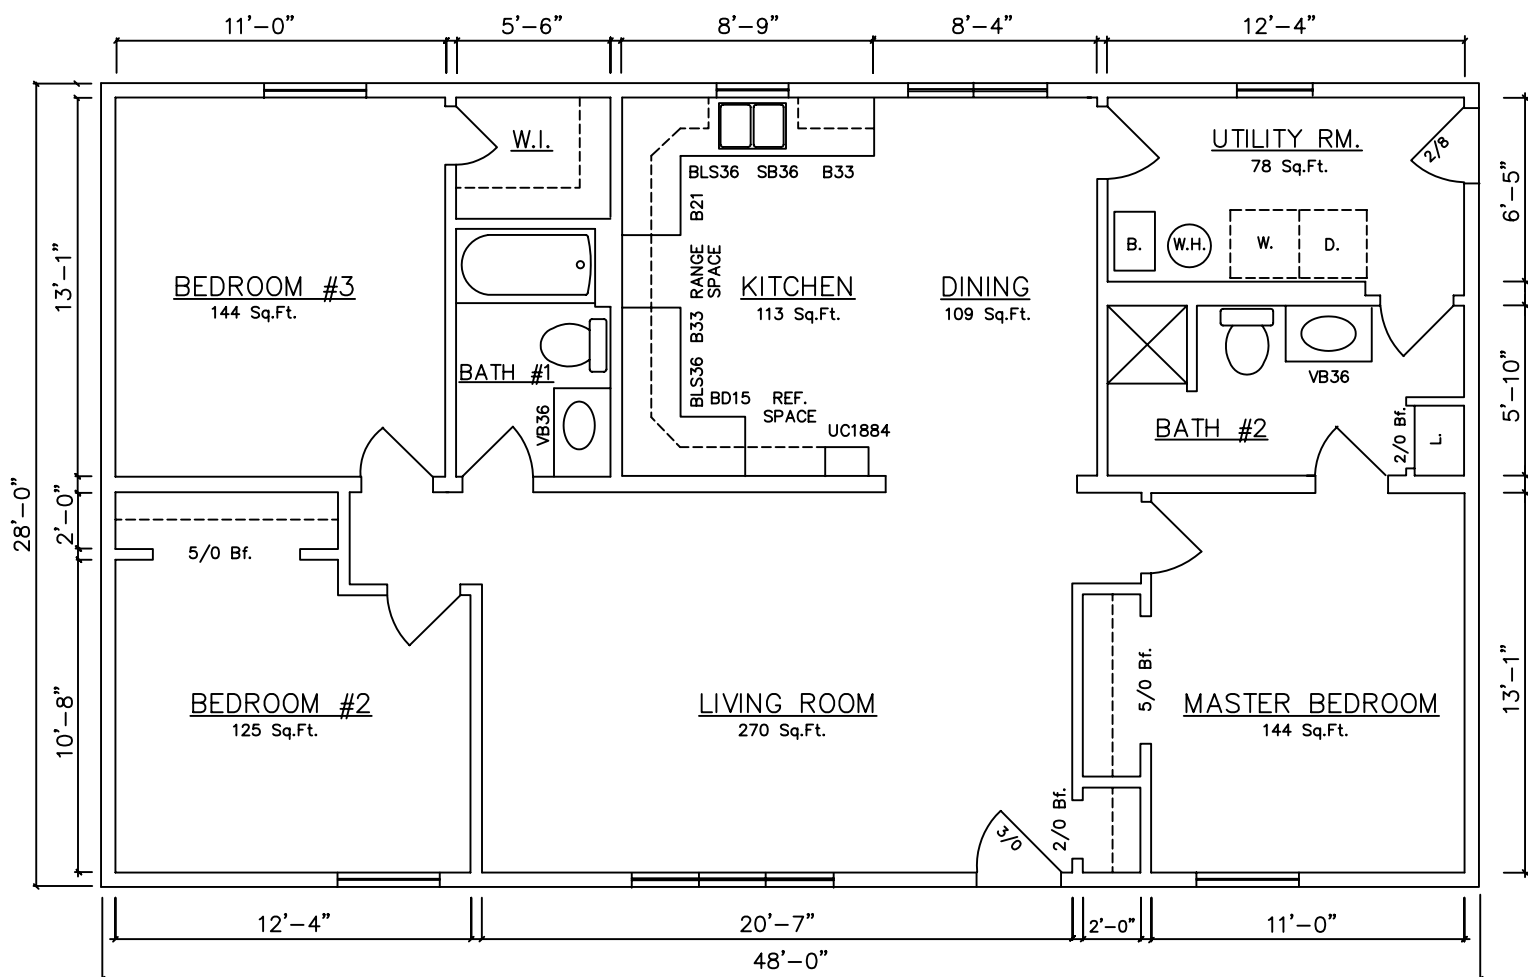 11'-0"
5'-6"
8'-9"
8'-4"
12'-4"
W.I.
UTILITY RM.
78 Sq.Ft.
2/8
6'-5"
BLS36
SB36
B33
B21
RANGE
SPACE
B33
BLS36
BD15
REF.
SPACE
UC1884
B.
W.H.
W.
D.
13'-1"
BEDROOM #3
144 Sq.Ft.
KITCHEN
113 Sq.Ft.
DINING
109 Sq.Ft.
BATH #1
VB36
VB36
BATH #2
2/0 Bf.
L.
5'-10"
28'-0"
2'-0"
5/0 Bf.
10'-8"
BEDROOM #2
125 Sq.Ft.
LIVING ROOM
270 Sq.Ft.
5/0 Bf.
MASTER BEDROOM
144 Sq.Ft.
13'-1"
2/0 Bf.
3/0
12'-4"
20'-7"
2'-0"
11'-0"
48'-0"